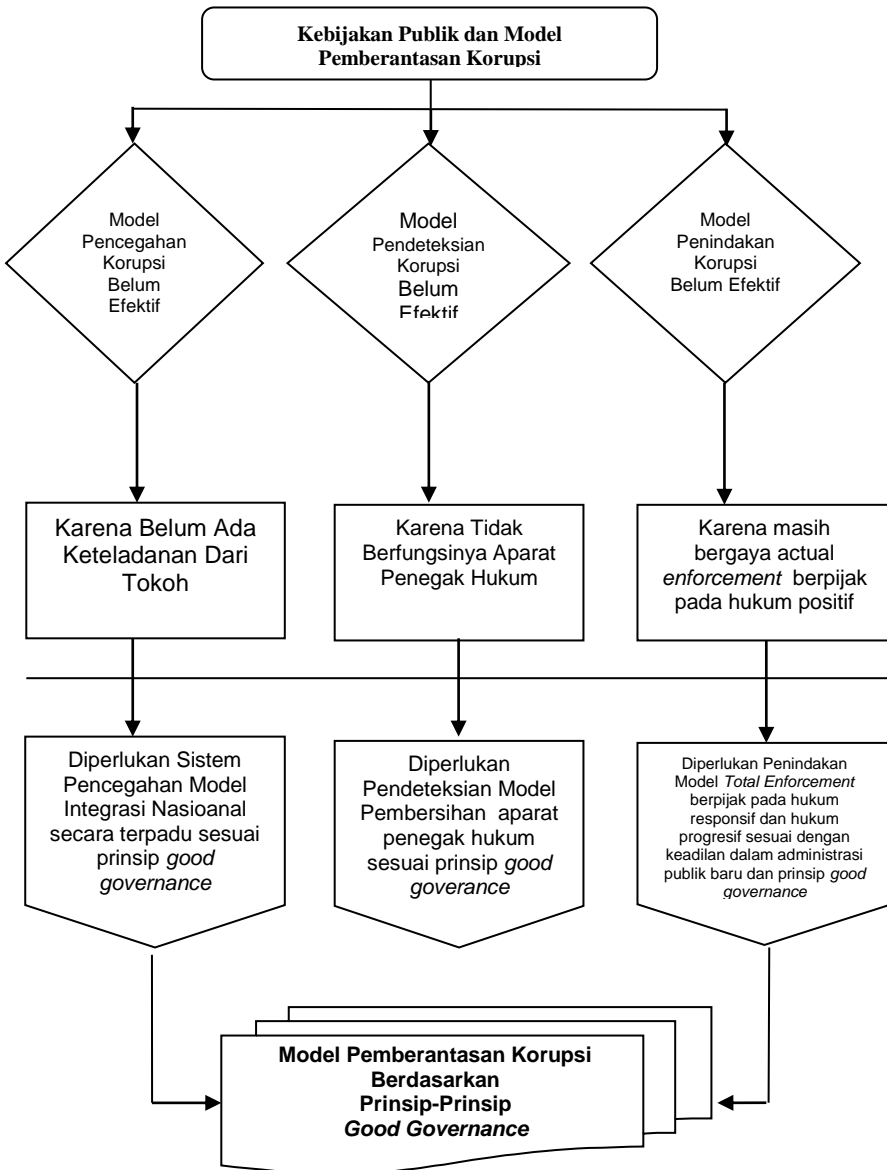 Kebijakan Publik dan Model
Pemberantasan Korupsi
Model
Pencegahan
Korupsi
Belum
Efektif
Model
Pendeteksian
Korupsi
Belum
Efektif
Model
Penindakan
Korupsi
Belum Efektif
Karena Belum Ada
Keteladanan Dari
Tokoh
Karena Tidak
Berfungsinya Aparat
Penegak Hukum
Karena masih
bergaya actual
enforcement berpijak
pada hukum positif
Diperlukan Sistem
Pencegahan Model
Integrasi Nasioanal
secara terpadu sesuai
prinsip good
governance
Diperlukan
Pendeteksian Model
Pembersihan aparat
penegak hukum
sesuai prinsip good
goverance
Diperlukan Penindakan
Model Total Enforcement
berpijak pada hukum
responsif dan hukum
progresif sesuai dengan
keadilan dalam administrasi
publik baru dan prinsip good
governance
Model Pemberantasan Korupsi
Berdasarkan
Prinsip-Prinsip
Good Governance